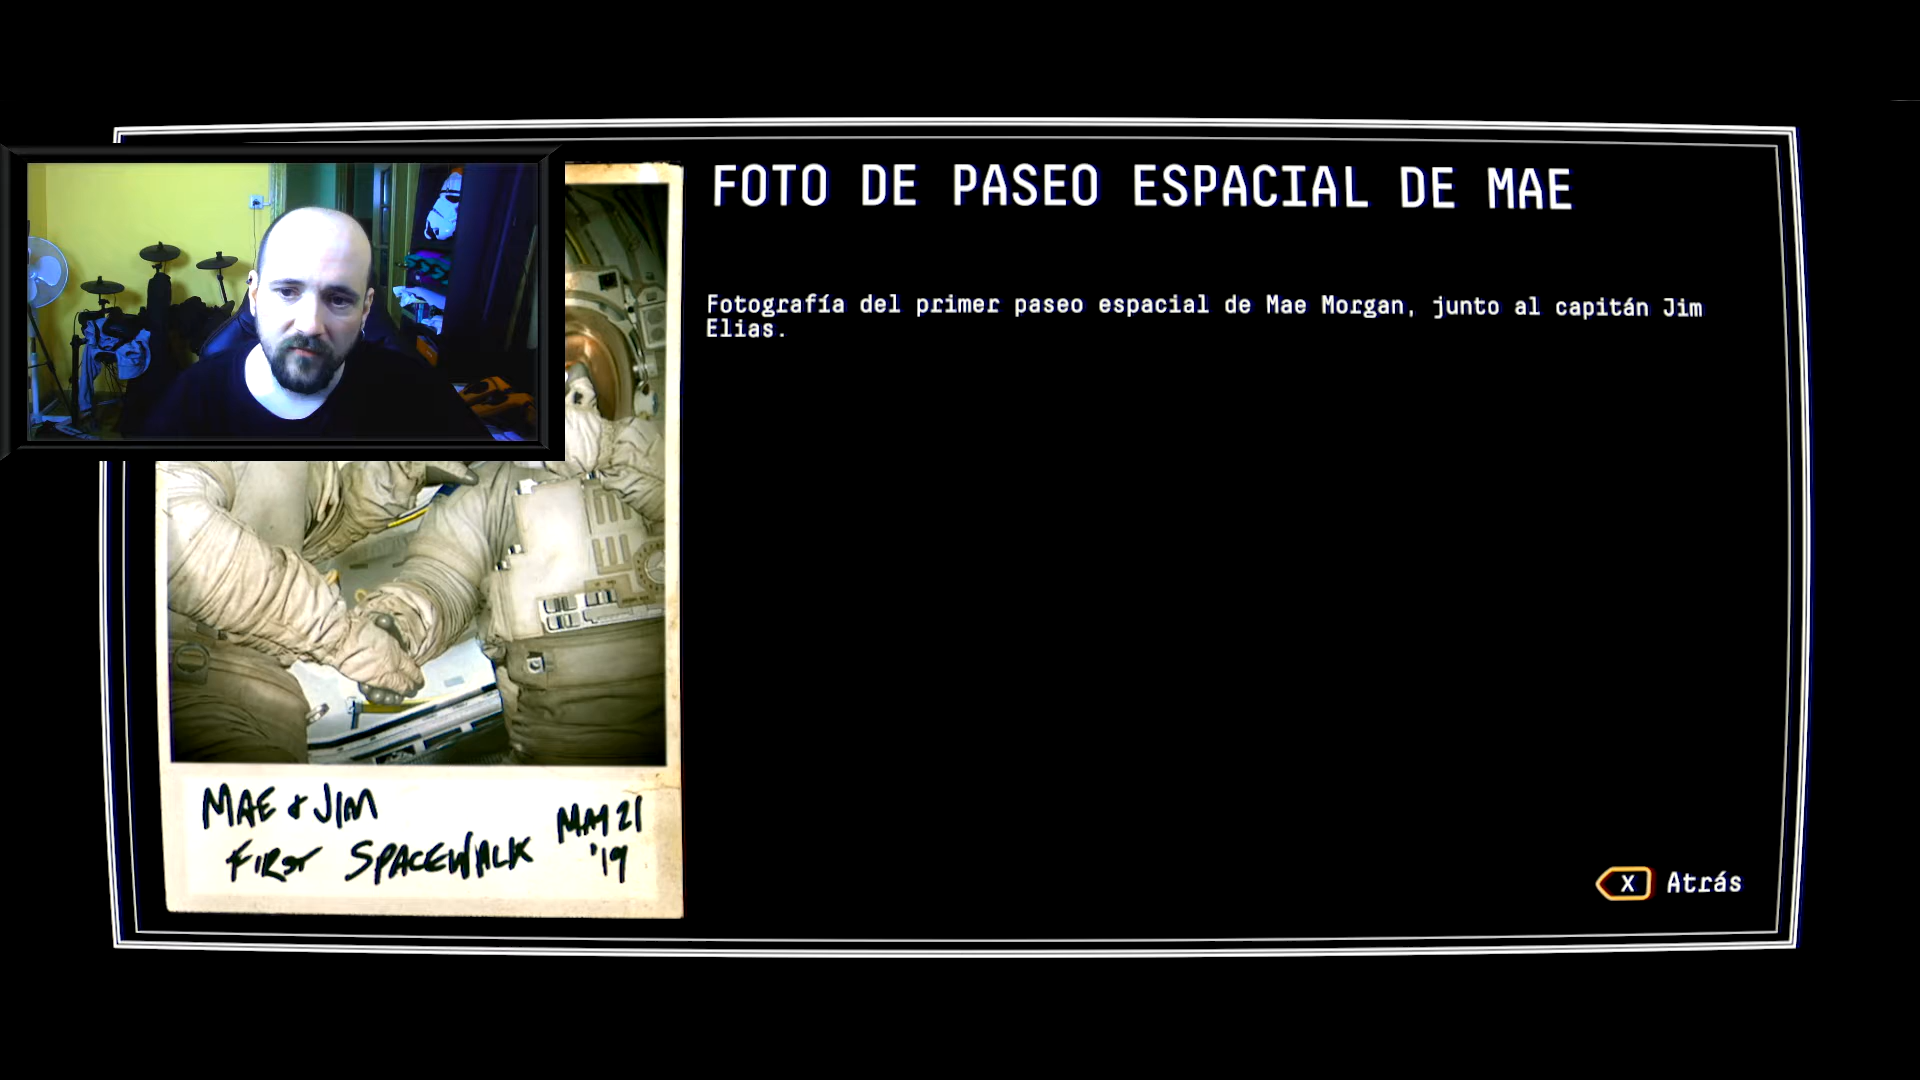 FOTO DE PASEO ESPACIAL DE MAE
Fotografía del primer paseo espacial de Mae Morgan, junto al capitán Jim
Elias.
MAE & JIM
FIRST SPACEWALK
MAY 21
'19
X Atrás